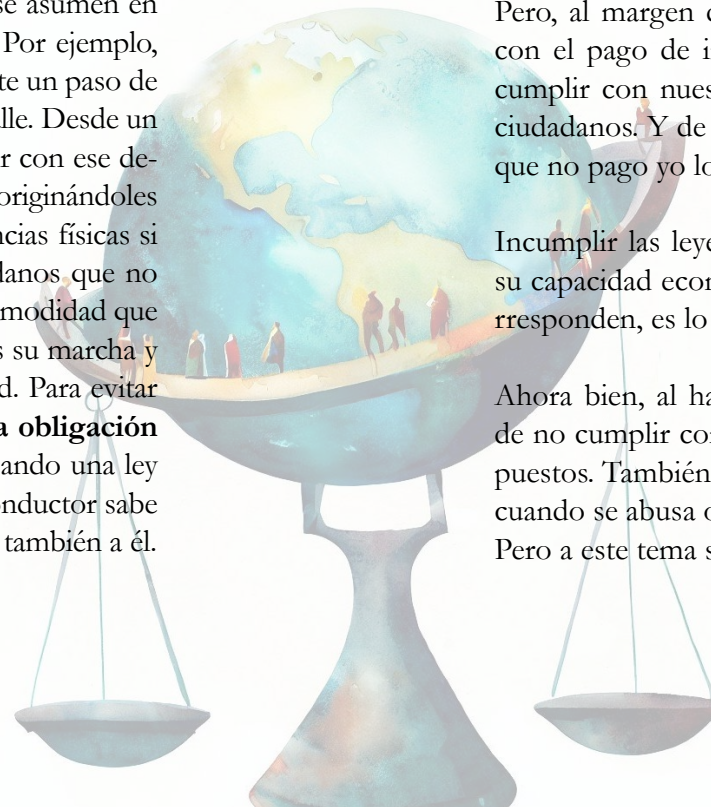 se asumen en
Por ejemplo,
te un paso de
lle. Desde un
r con ese de-
originándoles
ncias físicas si
lanos que no
modidad que
s su marcha y
d. Para evitar
a obligación
ando una ley
onductor sabe
también a él.
Pero, al margen
con el pago de i
cumplir con nues
ciudadanos. Y de
que no pago yo lo
Incumplir las leye
su capacidad econ
rresponden, es lo
Ahora bien, al ha
de no cumplir co
puestos. También
cuando se abusa o
Pero a este tema s